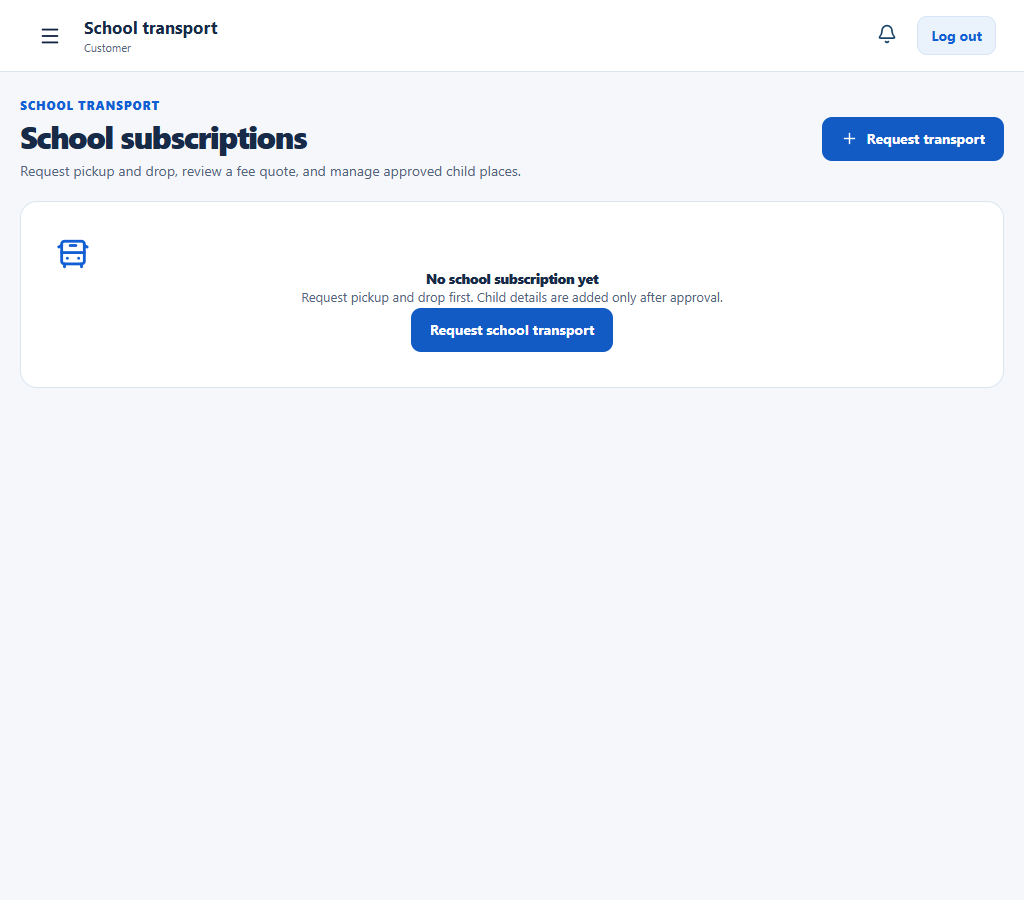 School transport
Customer
Log out
SCHOOL TRANSPORT
School subscriptions
Request pickup and drop, review a fee quote, and manage approved child places.
Request transport
No school subscription yet
Request pickup and drop first. Child details are added only after approval.
Request school transport